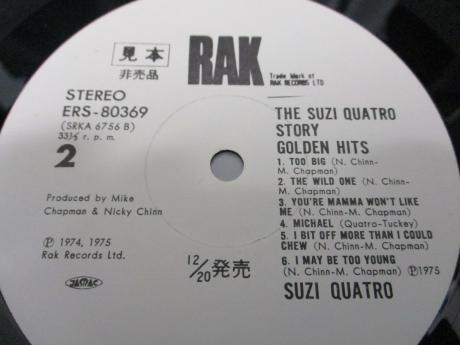 見本
非売品
RAK
Trade Mark of
RAK RECORDS LTD
STEREO
ERS-80369
(SRKA 6756 B)
33⅓ r. p. m.
2
THE SUZI QUATRO
STORY
GOLDEN HITS
1. TOO BIG (N. Chinn-
M. Chapman)
2. THE WILD ONE (N. Chinn-
M. Chapman)
3. YOU'RE MAMMA WON'T LIKE
ME (N. Chinn-M. Chapman)
4. MICHAEL (Quatro-Tuckey)
5. I BIT OFF MORE THAN I COULD
CHEW (N. Chinn-M. Chapman)
6. I MAY BE TOO YOUNG
(N. Chinn-M. Chapman) Ⓟ1975
Produced by Mike
Chapman & Nicky Chinn
Ⓟ 1974, 1975
Rak Records Ltd.
JASRAC
12/20発売
SUZI QUATRO